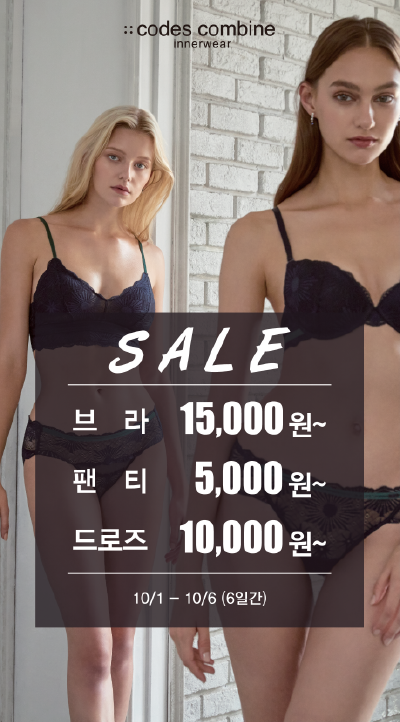 codes combine
innerwear
SALE
브 라 15,000원~
팬 티 5,000원~
드로즈 10,000원~
10/1 – 10/6 (6일간)